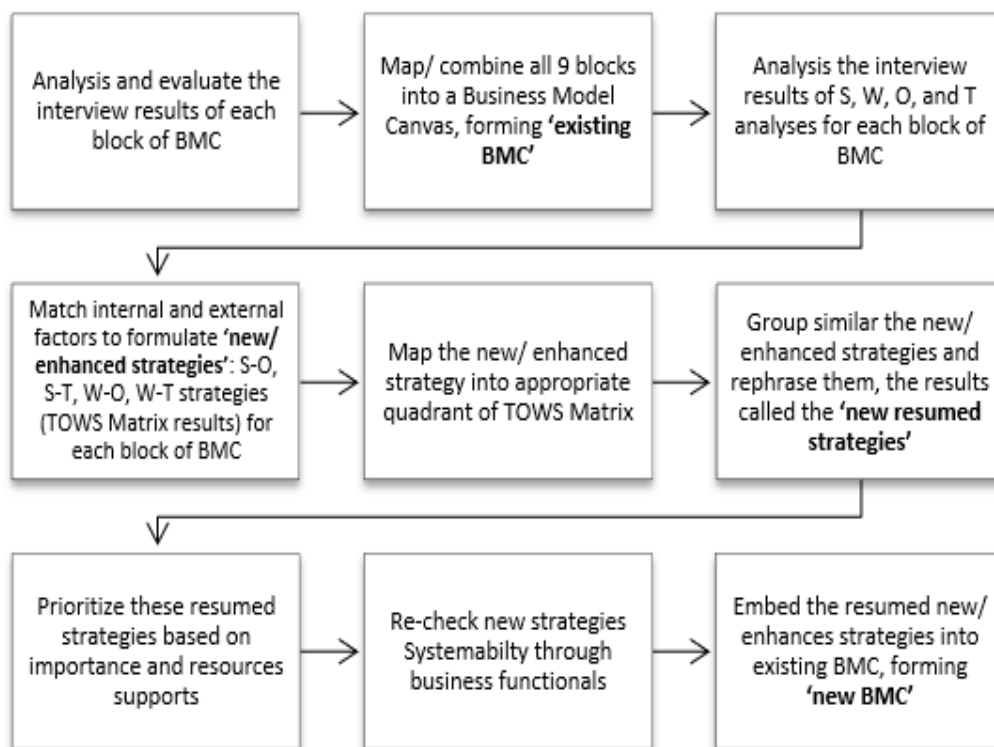 Analysis and evaluate the
interview results of each
block of BMC
Map/ combine all 9 blocks
into a Business Model
Canvas, forming ‘existing
BMC’
Analysis the interview
results of S, W, O, and T
analyses for each block of
BMC
Match internal and external
factors to formulate ‘new/
enhanced strategies’: S-O,
S-T, W-O, W-T strategies
(TOWS Matrix results) for
each block of BMC
Map the new/ enhanced
strategy into appropriate
quadrant of TOWS Matrix
Group similar the new/
enhanced strategies and
rephrase them, the results
called the ‘new resumed
strategies’
Prioritize these resumed
strategies based on
importance and resources
supports
Re-check new strategies
Systemabilty through
business functionals
Embed the resumed new/
enhances strategies into
existing BMC, forming
‘new BMC’